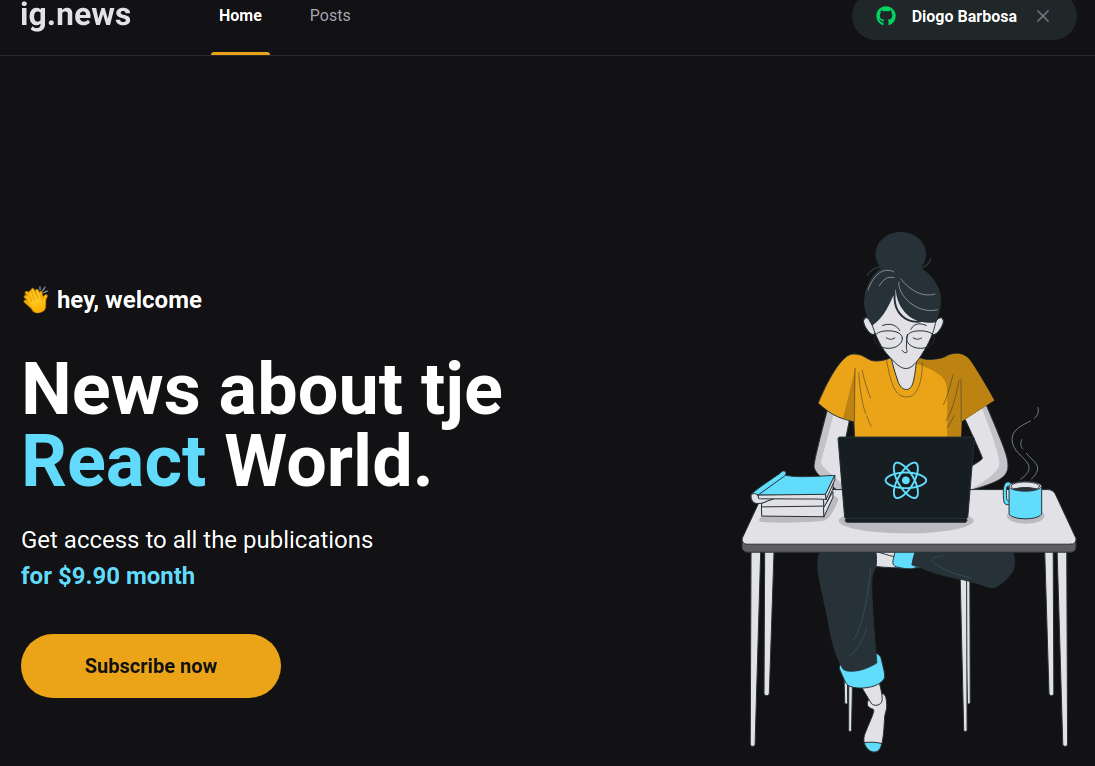 ig.news
Home
Posts
Diogo Barbosa
👏 hey, welcome
News about tje
React World.
Get access to all the publications
for $9.90 month
Subscribe now